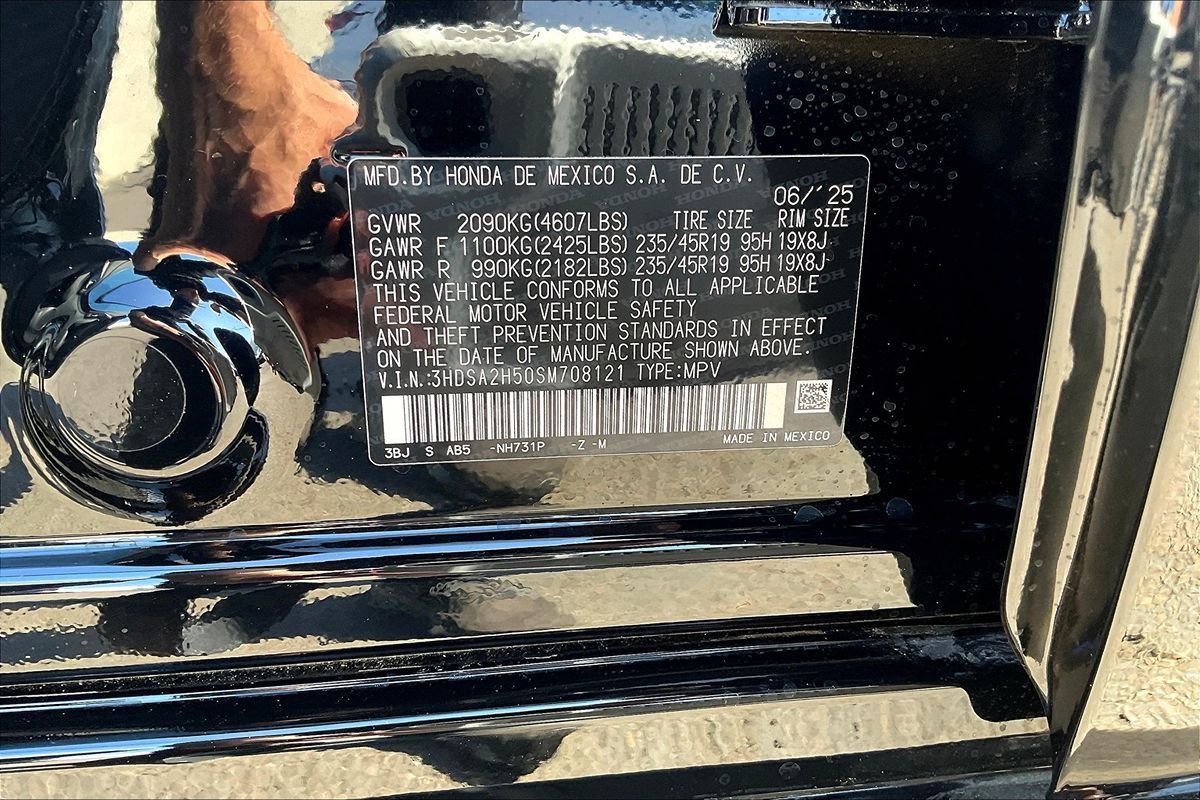 MFD.BY HONDA DE MEXICO S.A. DE C.V.
06/'25
GVWR 2090KG(4607LBS) TIRE SIZE RIM SIZE
GAWR F 1100KG(2425LBS) 235/45R19 95H 19X8J
GAWR R 990KG(2182LBS) 235/45R19 95H 19X8J
THIS VEHICLE CONFORMS TO ALL APPLICABLE
FEDERAL MOTOR VEHICLE SAFETY
AND THEFT PREVENTION STANDARDS IN EFFECT
ON THE DATE OF MANUFACTURE SHOWN ABOVE.
V.I.N.:3HDSA2H50SM708121 TYPE:MPV
3BJ S AB5 -NH731P -Z -M
MADE IN MEXICO